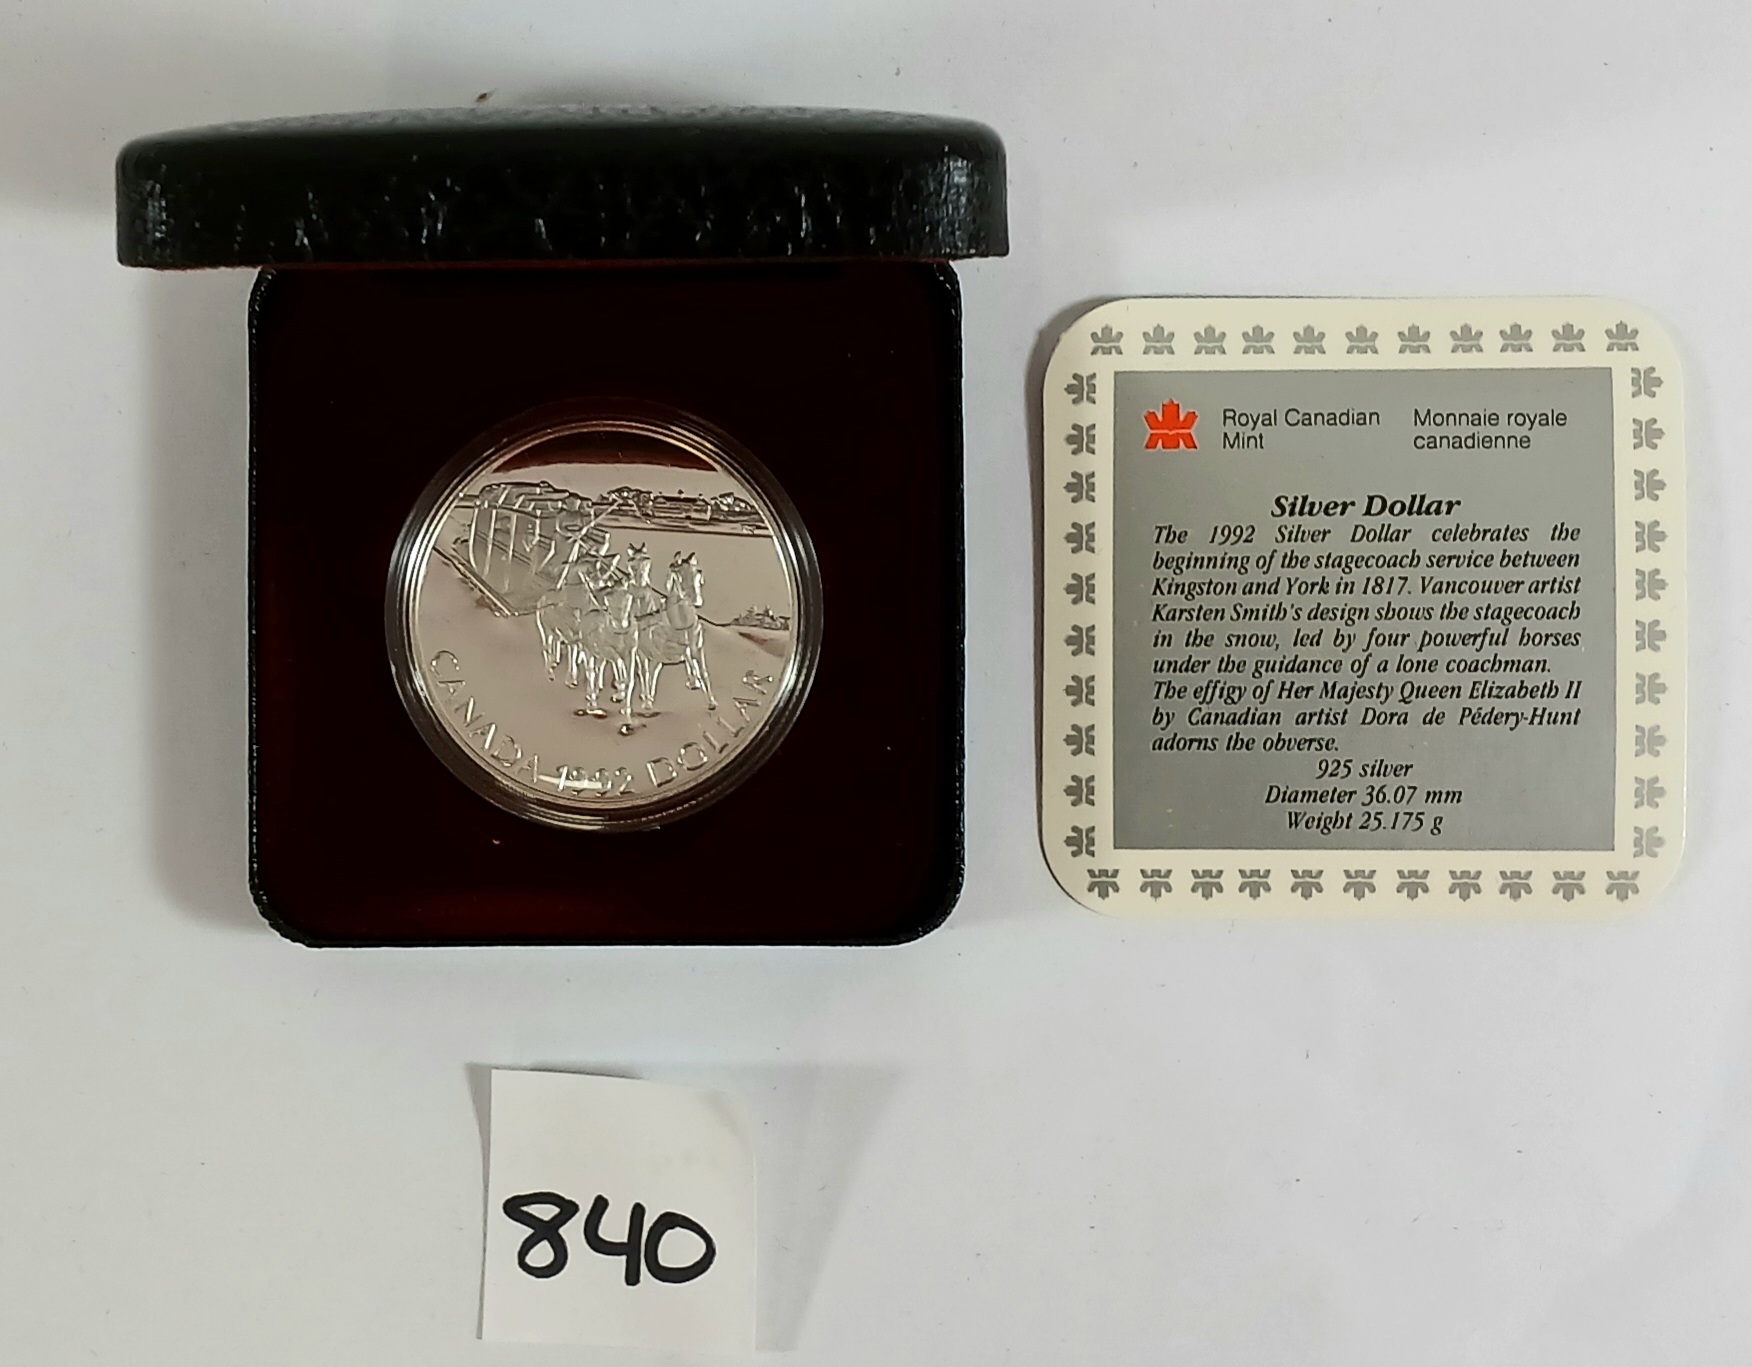 CANADA 1992 DOLLAR
Royal Canadian Mint
Monnaie royale canadienne
Silver Dollar
The 1992 Silver Dollar celebrates the
beginning of the stagecoach service between
Kingston and York in 1817. Vancouver artist
Karsten Smith's design shows the stagecoach
in the snow, led by four powerful horses
under the guidance of a lone coachman.
The effigy of Her Majesty Queen Elizabeth II
by Canadian artist Dora de Pédery-Hunt
adorns the obverse.
925 silver
Diameter 36.07 mm
Weight 25.175 g
840